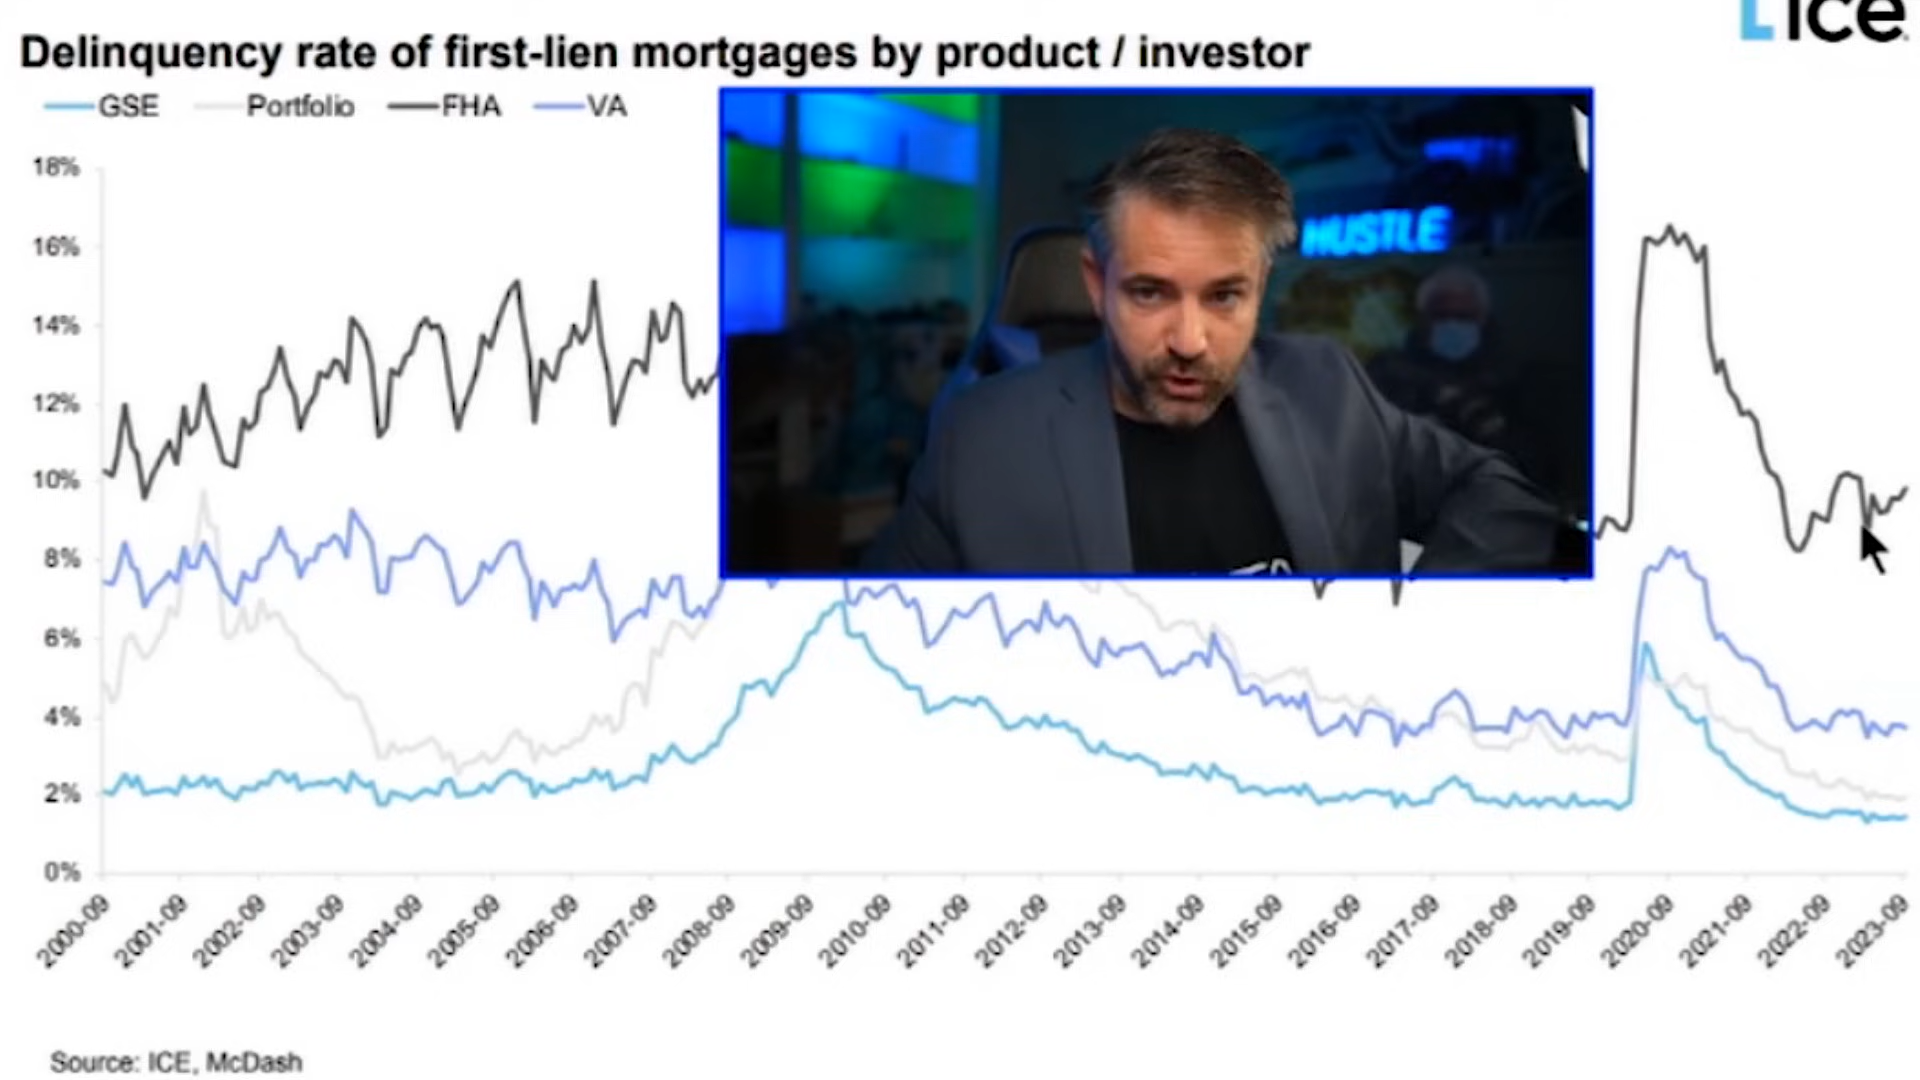 ice
Delinquency rate of first-lien mortgages by product / investor
GSE Portfolio FHA VA
HUSTLE
18%
16%
14%
12%
10%
8%
6%
4%
2%
0%
2000-09 2001-09 2002-09 2003-09 2004-09 2005-09 2006-09 2007-09 2008-09 2009-09 2010-09 2011-09 2012-09 2013-09 2014-09 2015-09 2016-09 2017-09 2018-09 2019-09 2020-09 2021-09 2022-09 2023-09
Source: ICE, McDash